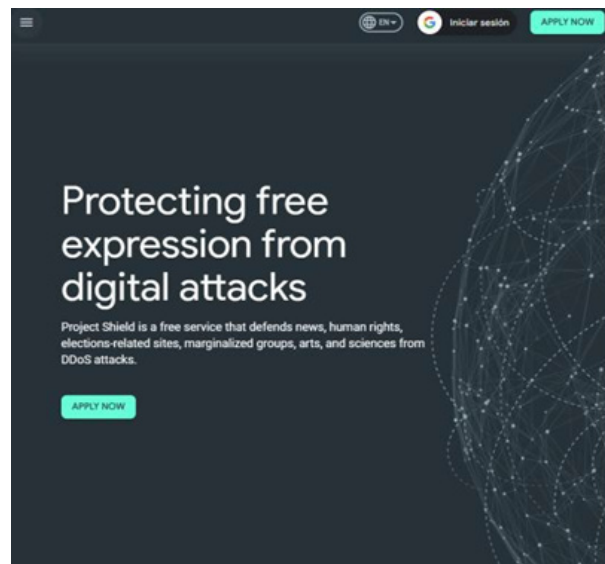 EN
Iniciar sesión
APPLY NOW
Protecting free
expression from
digital attacks
Project Shield is a free service that defends news, human rights,
elections-related sites, marginalized groups, arts, and sciences from
DDoS attacks.
APPLY NOW